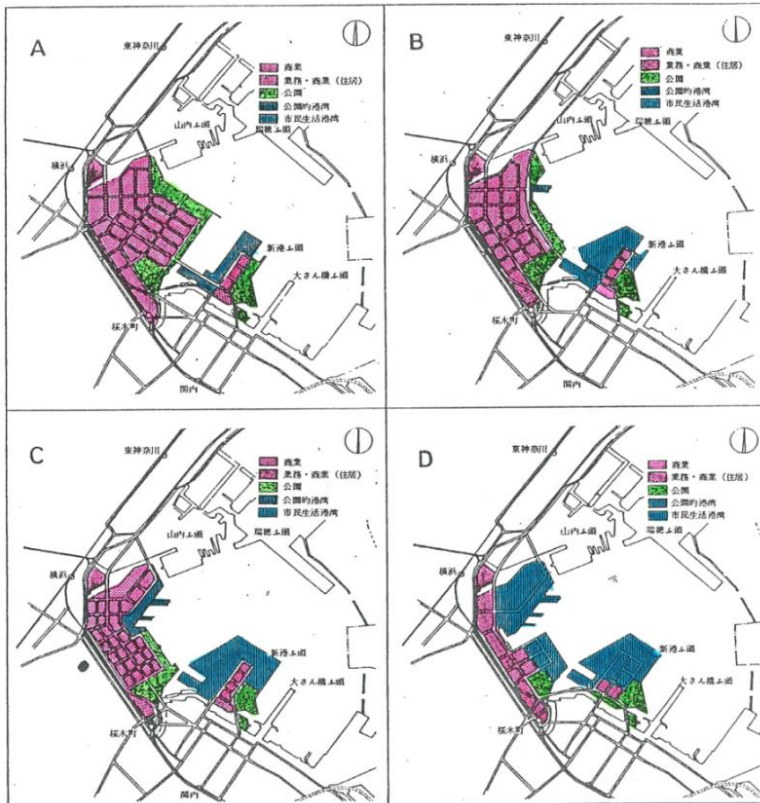 A
東神奈川
商業
業務・商業（住居）
公園
公園的港湾
市民生活港湾
山内ふ頭
瑞穂ふ頭
横浜
新港ふ頭
大さん橋ふ頭
桜木町
関内
B
東神奈川
商業
業務・商業（住居）
公園
公園的港湾
市民生活港湾
山内ふ頭
瑞穂ふ頭
横浜
新港ふ頭
大さん橋ふ頭
桜木町
関内
C
東神奈川
商業
業務・商業（住居）
公園
公園的港湾
市民生活港湾
山内ふ頭
瑞穂ふ頭
横浜
新港ふ頭
大さん橋ふ頭
桜木町
関内
D
東神奈川
商業
業務・商業（住居）
公園
公園的港湾
市民生活港湾
山内ふ頭
瑞穂ふ頭
横浜
新港ふ頭
大さん橋ふ頭
桜木町
関内